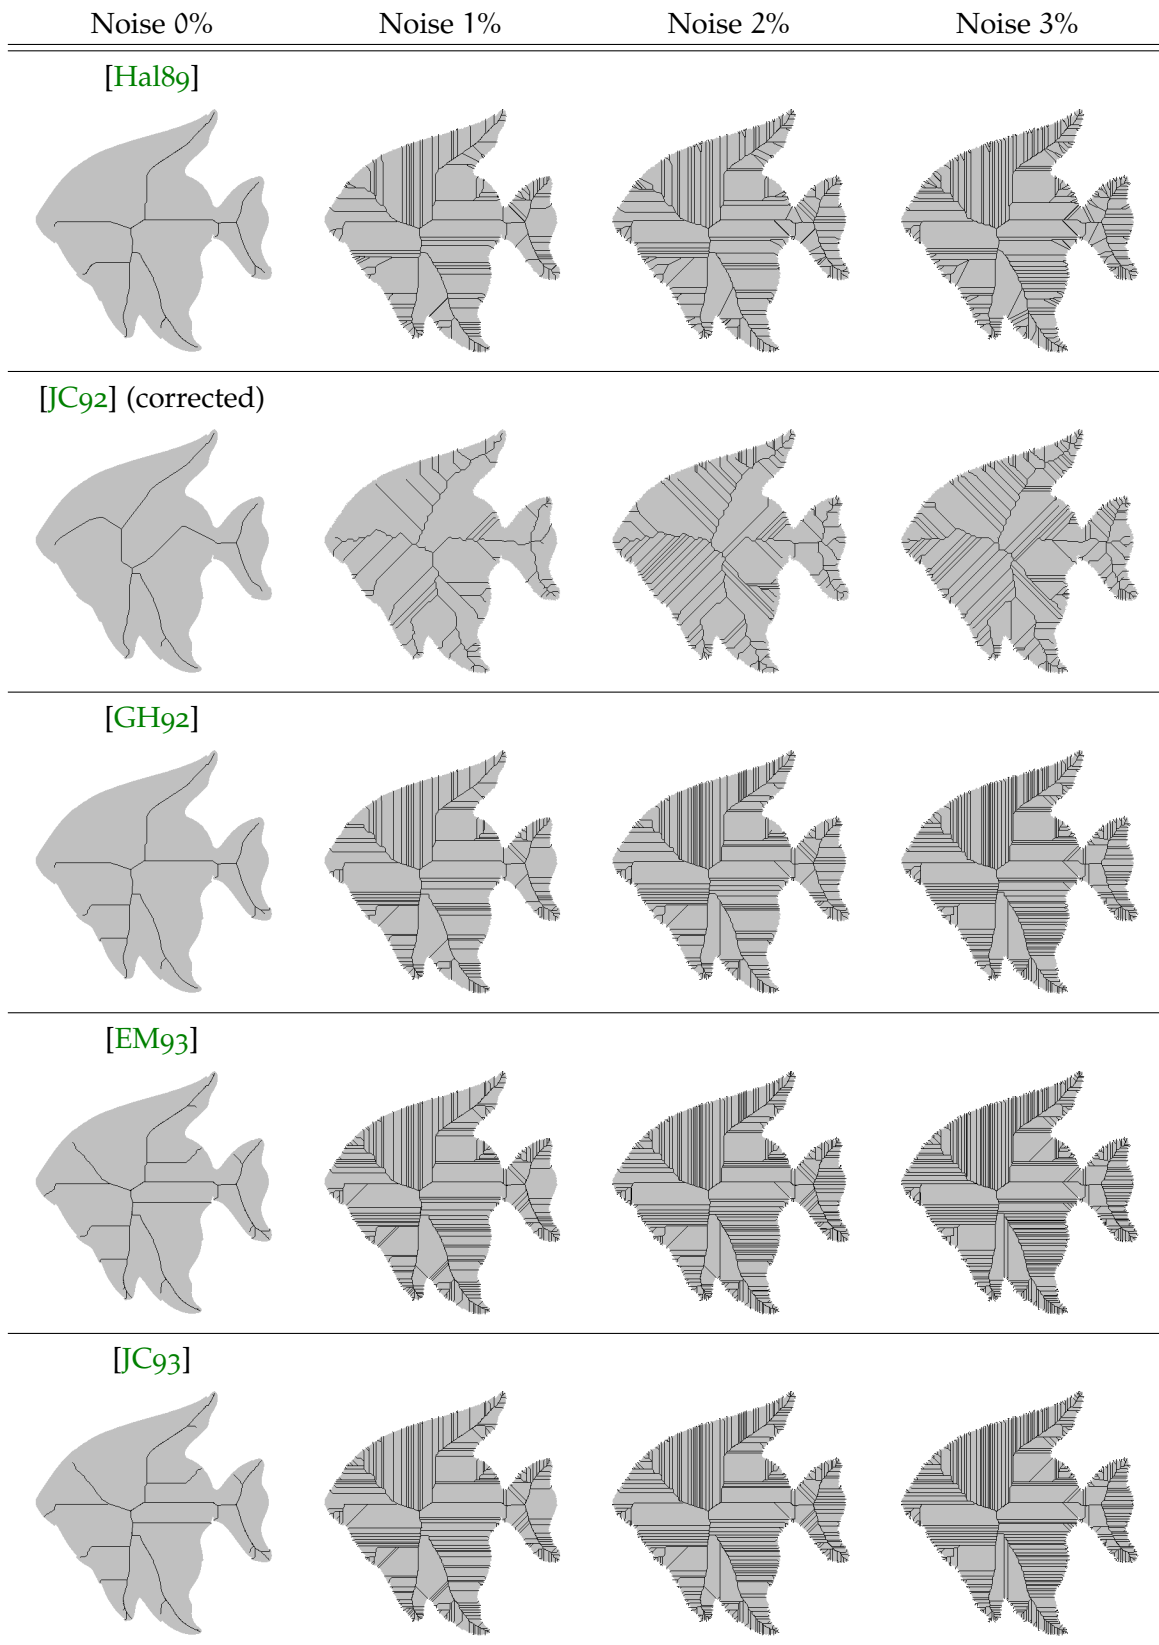 Noise 0% Noise 1% Noise 2% Noise 3%
[Hal89]
[JC92] (corrected)
[GH92]
[EM93]
[JC93]